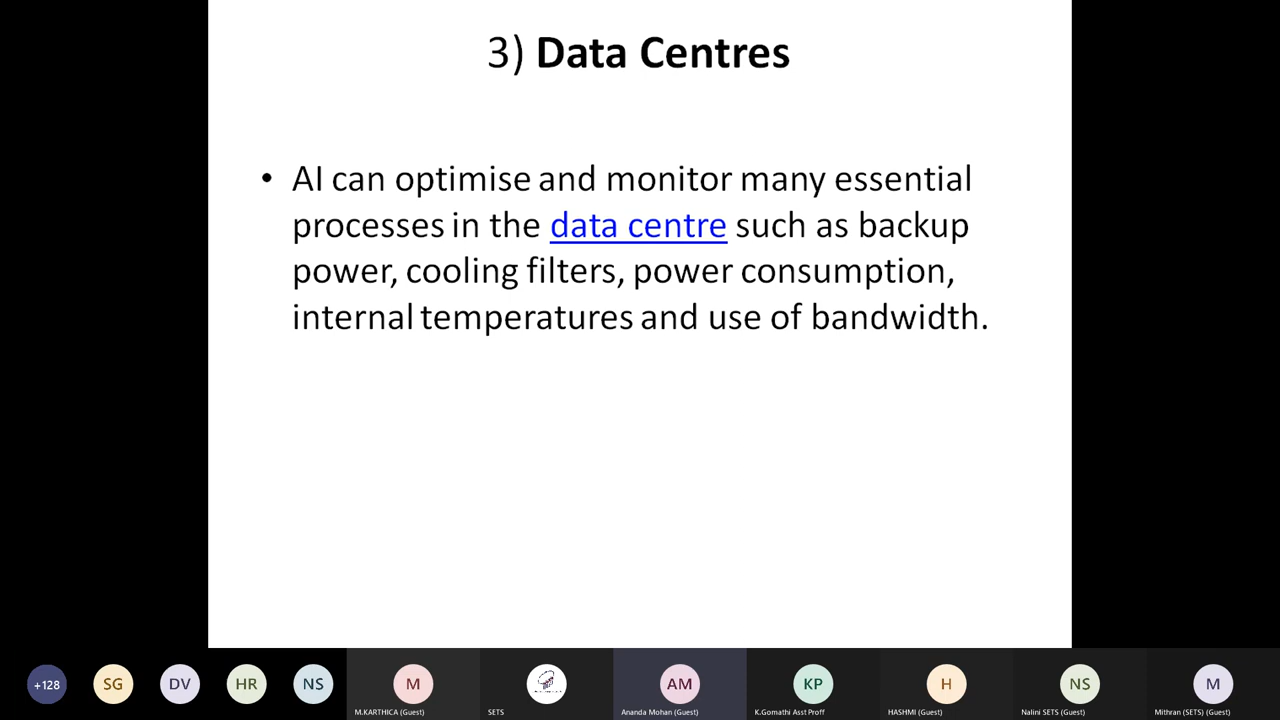 3) Data Centres
• AI can optimise and monitor many essential
processes in the data centre such as backup
power, cooling filters, power consumption,
internal temperatures and use of bandwidth.
+128
SG
DV
HR
NS
M
AM
KP
H
NS
M
M.KARTHICA (Guest)
SETS
Ananda Mohan (Guest)
K.Gomathi Asst Proff
HASHMI (Guest)
Nalini SETS (Guest)
Mithran (SETS) (Guest)